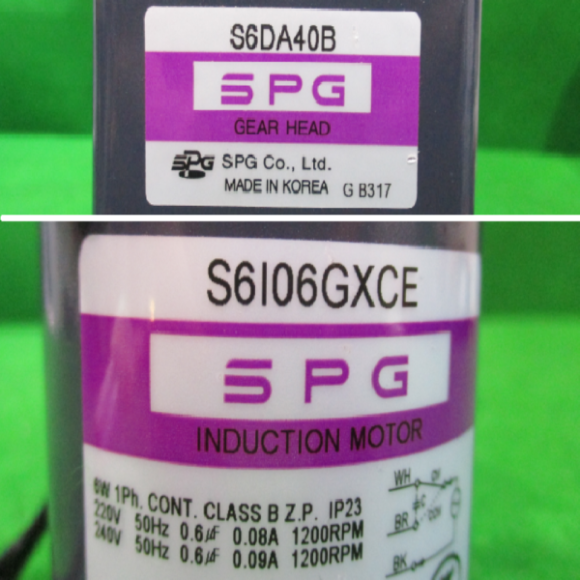 S6DA40B
SPG
GEAR HEAD
SPG SPG Co., Ltd.
MADE IN KOREA G B317
S6I06GXCE
SPG
INDUCTION MOTOR
6W 1Ph. CONT. CLASS B Z.P. IP23
220V 50Hz 0.6㎌ 0.08A 1200RPM
240V 50Hz 0.6㎌ 0.09A 1200RPM
WH
BR
BK